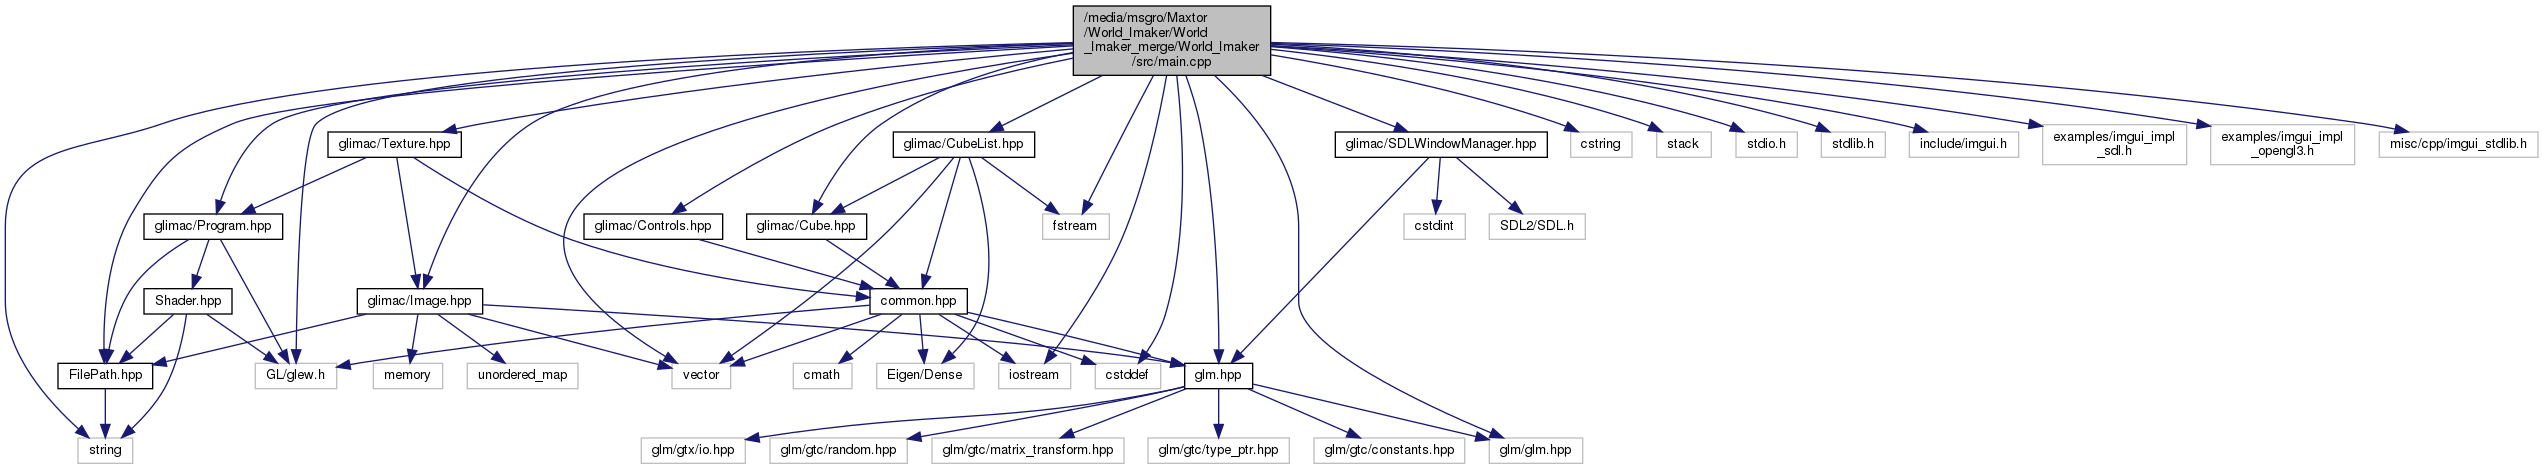 /media/msgro/Maxtor
/World_Imaker/World
_Imaker_merge/World_Imaker
/src/main.cpp
glimac/Texture.hpp
glimac/CubeList.hpp
glimac/SDLWindowManager.hpp
cstring
stack
stdio.h
stdlib.h
include/imgui.h
examples/imgui_impl
_sdl.h
examples/imgui_impl
_opengl3.h
misc/cpp/imgui_stdlib.h
glimac/Program.hpp
glimac/Controls.hpp
glimac/Cube.hpp
fstream
cstdint
SDL2/SDL.h
Shader.hpp
glimac/Image.hpp
common.hpp
FilePath.hpp
GL/glew.h
memory
unordered_map
vector
cmath
Eigen/Dense
iostream
cstddef
glm.hpp
string
glm/gtx/io.hpp
glm/gtc/random.hpp
glm/gtc/matrix_transform.hpp
glm/gtc/type_ptr.hpp
glm/gtc/constants.hpp
glm/glm.hpp